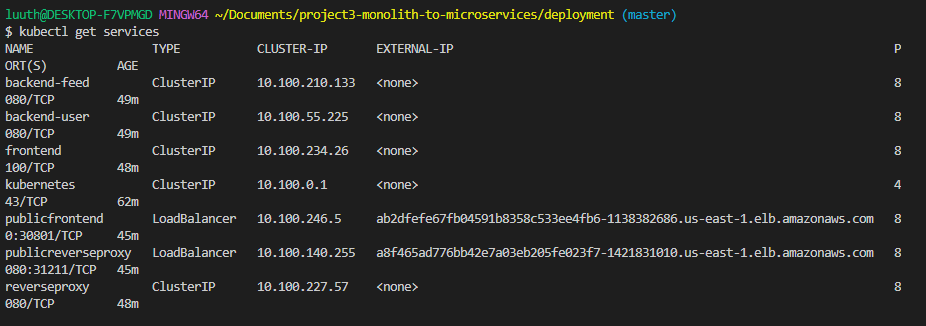 luuth@DESKTOP-F7VPMGD MINGW64 ~/Documents/project3-monolith-to-microservices/deployment (master)
$ kubectl get services
NAME TYPE CLUSTER-IP EXTERNAL-IP P
ORT(S) AGE
backend-feed ClusterIP 10.100.210.133 <none> 8
080/TCP 49m
backend-user ClusterIP 10.100.55.225 <none> 8
080/TCP 49m
frontend ClusterIP 10.100.234.26 <none> 8
100/TCP 48m
kubernetes ClusterIP 10.100.0.1 <none> 4
43/TCP 62m
publicfrontend LoadBalancer 10.100.246.5 ab2dfefe67fb04591b8358c533ee4fb6-1138382686.us-east-1.elb.amazonaws.com 8
0:30801/TCP 45m
publicreverseproxy LoadBalancer 10.100.140.255 a8f465ad776bb42e7a03eb205fe023f7-1421831010.us-east-1.elb.amazonaws.com 8
080:31211/TCP 45m
reverseproxy ClusterIP 10.100.227.57 <none> 8
080/TCP 48m